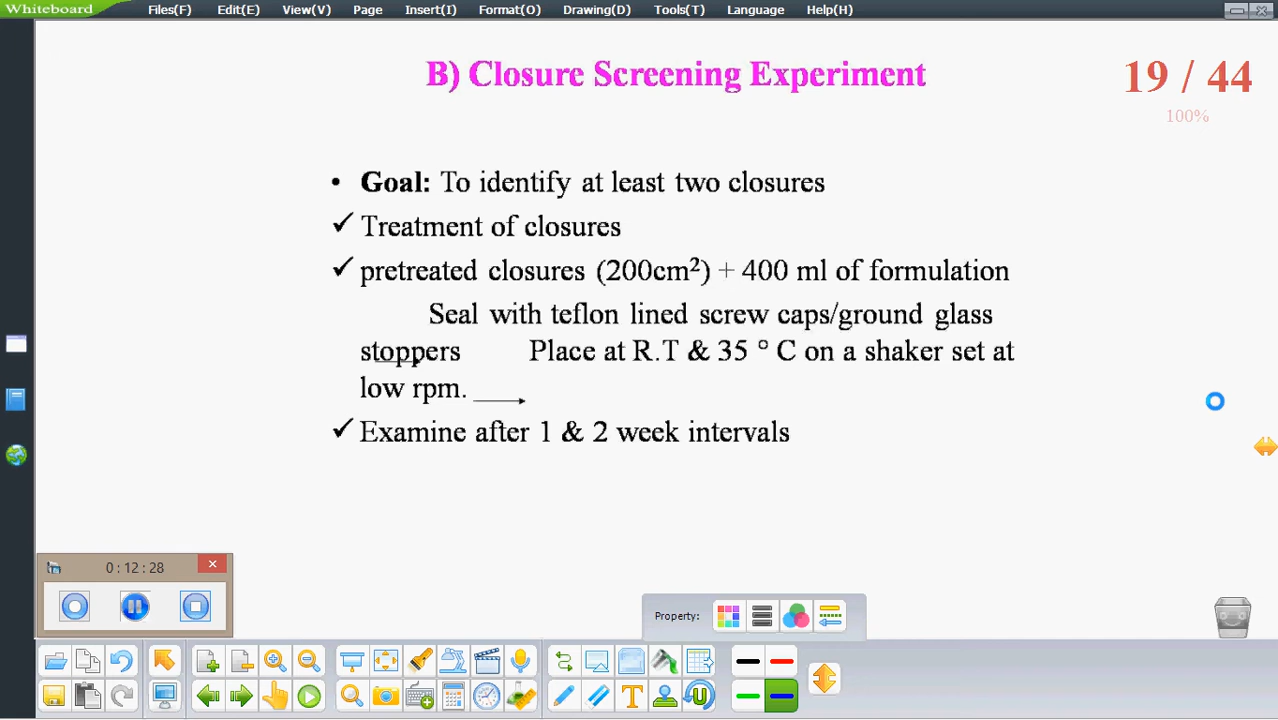 Whiteboard Files(F) Edit(E) View(V) Page Insert(I) Format(O) Drawing(D) Tools(T) Language Help(H)
B) Closure Screening Experiment
19 / 44
100%
• Goal: To identify at least two closures
✓ Treatment of closures
✓ pretreated closures (200cm²) + 400 ml of formulation
Seal with teflon lined screw caps/ground glass
stoppers Place at R.T & 35 ° C on a shaker set at
low rpm.
✓ Examine after 1 & 2 week intervals
0:12:28
Property: